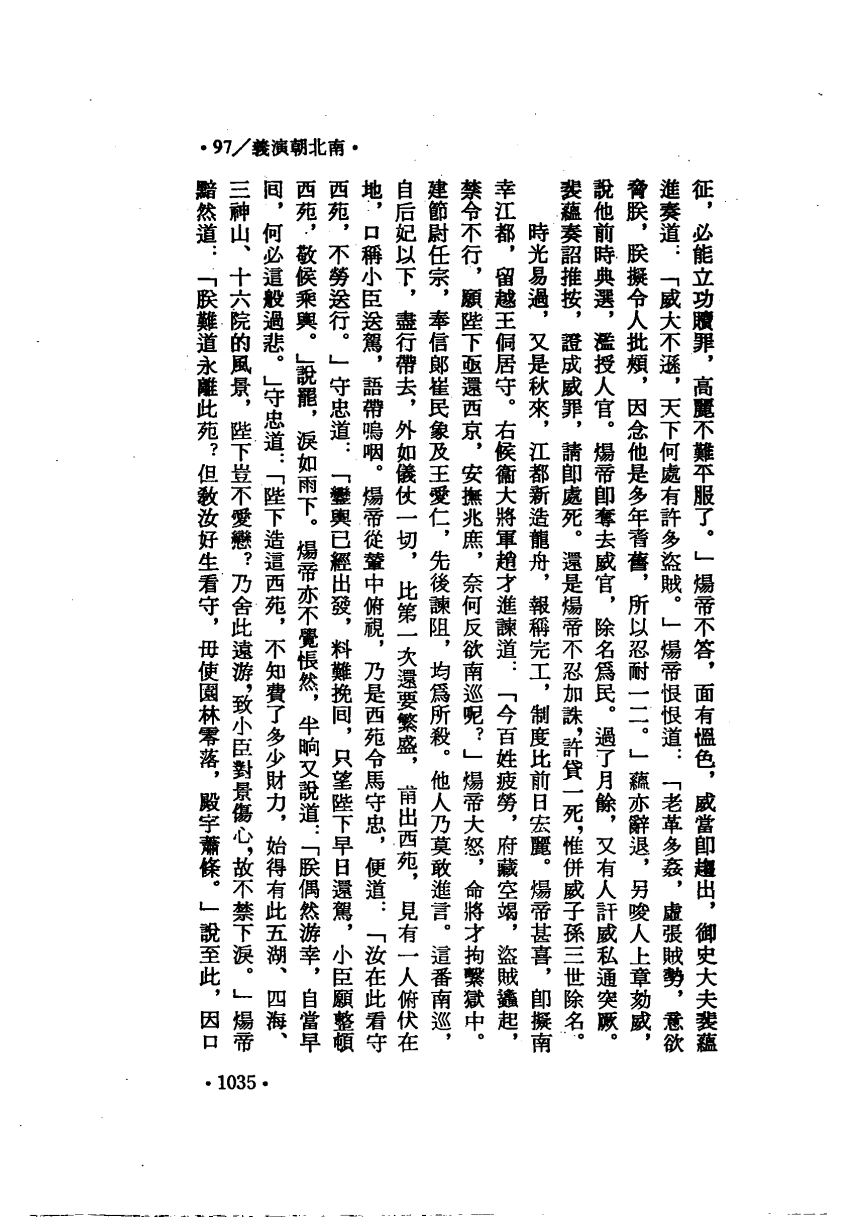 ·97／義演朝北南·
征，必能立功贖罪，高麗不難平服了。」煬帝不答，面有慍色，威當卽趨出，御史大夫裴蘊
進奏道：「威大不遜，天下何處有許多盜賊。」煬帝恨恨道：「老革多姦，虛張賊勢，意欲
脅朕，朕擬令人批頰，因念他是多年耆舊，所以忍耐一二。」蘊亦辭退，另唆人上章劾威，
說他前時典選，濫授人官。煬帝卽奪去威官，除名爲民。過了月餘，又有人訐威私通突厥。
裴蘊奏詔推按，證成威罪，請卽處死。還是煬帝不忍加誅，許貸一死，惟併威子孫三世除名。
時光易過，又是秋來，江都新造龍舟，報稱完工，制度比前日宏麗。煬帝甚喜，卽擬南
幸江都，留越王侗居守。右候衞大將軍趙才進諫道：「今百姓疲勞，府藏空竭，盜賊蠭起，
禁令不行，願陛下亟還西京，安撫兆庶，奈何反欲南巡呢？」煬帝大怒，命將才拘繫獄中。
建節尉任宗，奉信郎崔民象及王愛仁，先後諫阻，均爲所殺。他人乃莫敢進言。這番南巡，
自后妃以下，盡行帶去，外如儀仗一切，比第一次還要繁盛，甫出西苑，見有一人俯伏在
地，口稱小臣送駕，語帶嗚咽。煬帝從輦中俯視，乃是西苑令馬守忠，便道：「汝在此看守
西苑，不勞送行。」守忠道：「鑾輿已經出發，料難挽囘，只望陛下早日還駕，小臣願整頓
西苑，敬候乘輿。」說罷，淚如雨下。煬帝亦不覺悵然，半晌又說道：「朕偶然游幸，自當早
囘，何必這般過悲。」守忠道：「陛下造這西苑，不知費了多少財力，始得有此五湖、四海、
三神山、十六院的風景，陛下豈不愛戀？乃舍此遠游，致小臣對景傷心，故不禁下淚。」煬帝
黯然道：「朕難道永離此苑？但敎汝好生看守，毋使園林零落，殿宇蕭條。」說至此，因口
·1035·